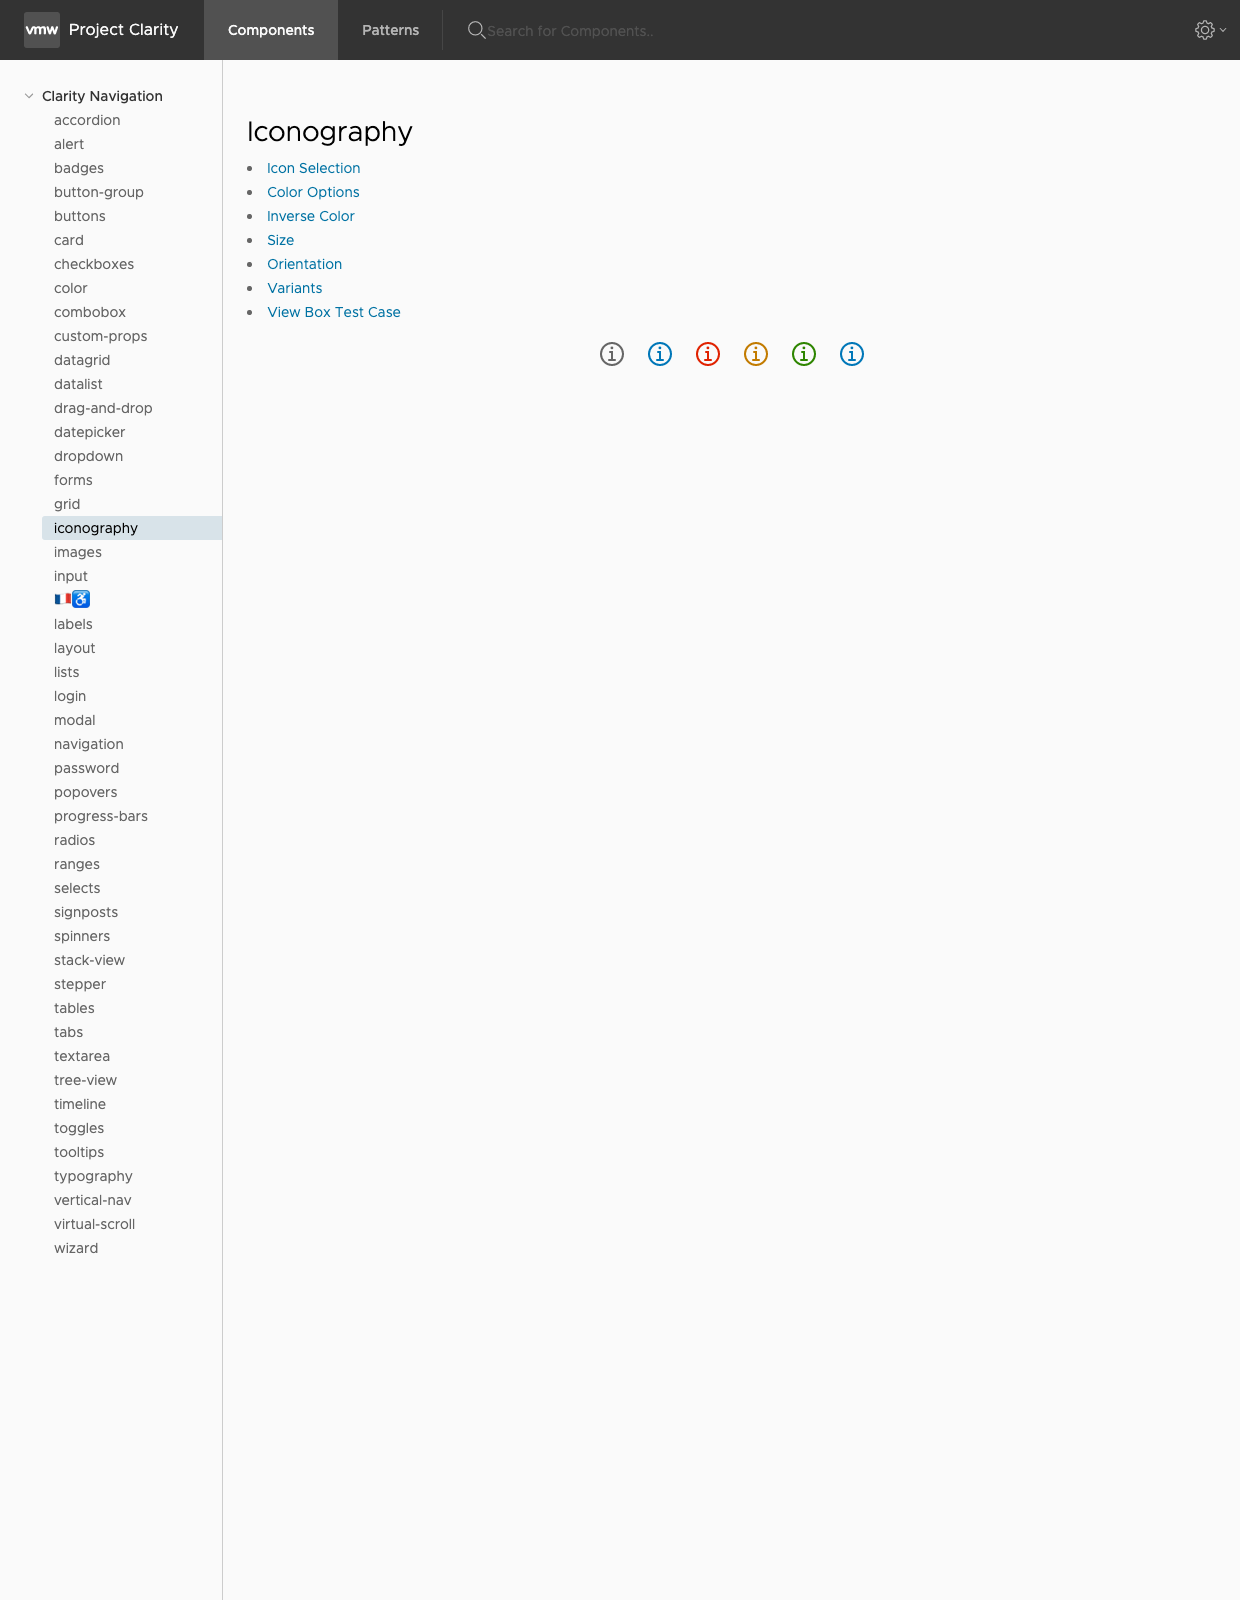 vmw Project Clarity Components Patterns Search for Components..
Clarity Navigation
accordion
alert
badges
button-group
buttons
card
checkboxes
color
combobox
custom-props
datagrid
datalist
drag-and-drop
datepicker
dropdown
forms
grid
iconography
images
input
🇫🇷♿
labels
layout
lists
login
modal
navigation
password
popovers
progress-bars
radios
ranges
selects
signposts
spinners
stack-view
stepper
tables
tabs
textarea
tree-view
timeline
toggles
tooltips
typography
vertical-nav
virtual-scroll
wizard
Iconography
Icon Selection
Color Options
Inverse Color
Size
Orientation
Variants
View Box Test Case